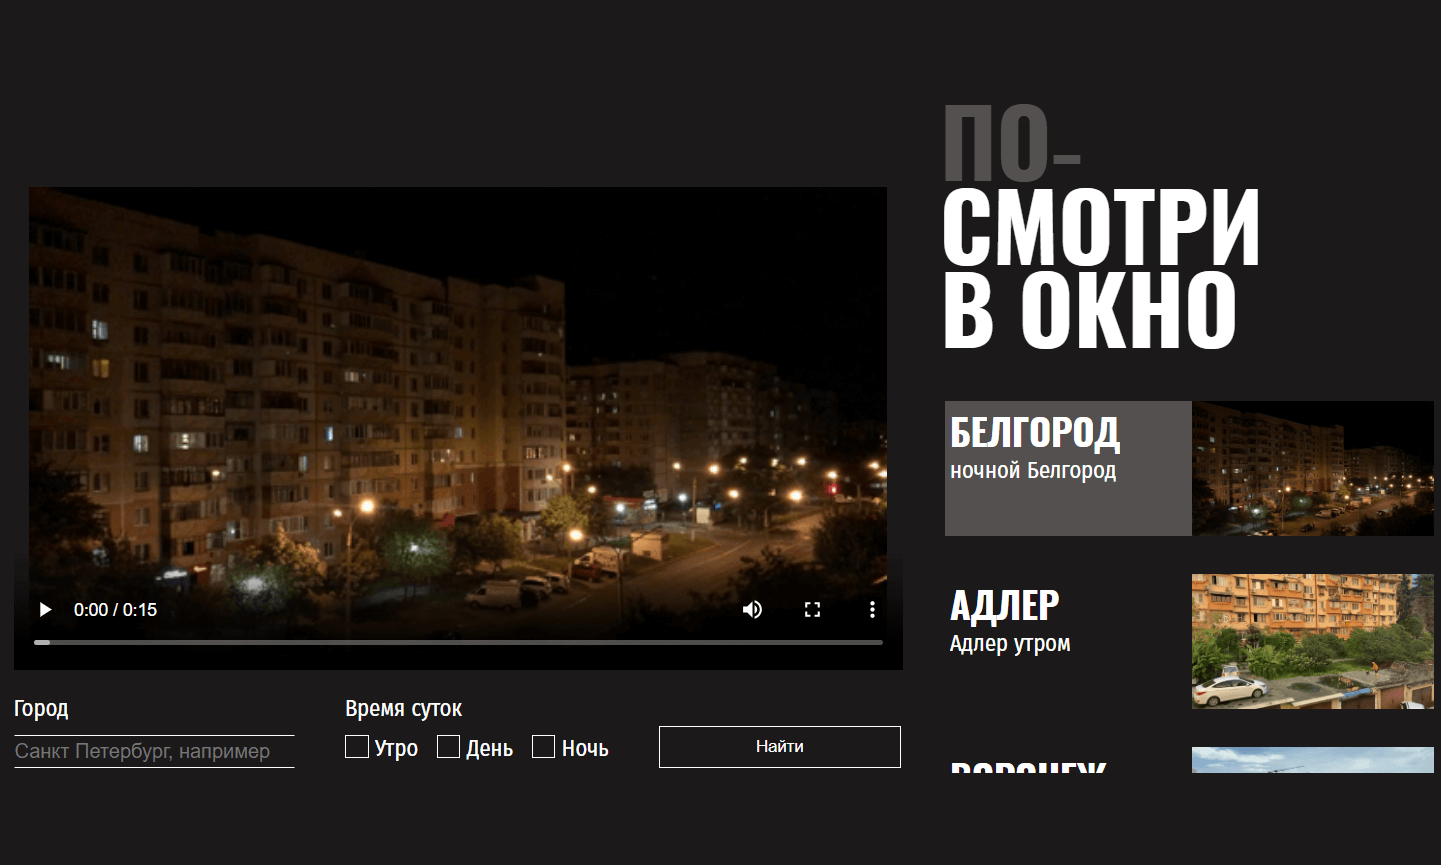 ПО-
СМОТРИ
В ОКНО
0:00 / 0:15
Город
Санкт Петербург, например
Время суток
Утро
День
Ночь
Найти
БЕЛГОРОД
ночной Белгород
АДЛЕР
Адлер утром
ВОРОНЕЖ